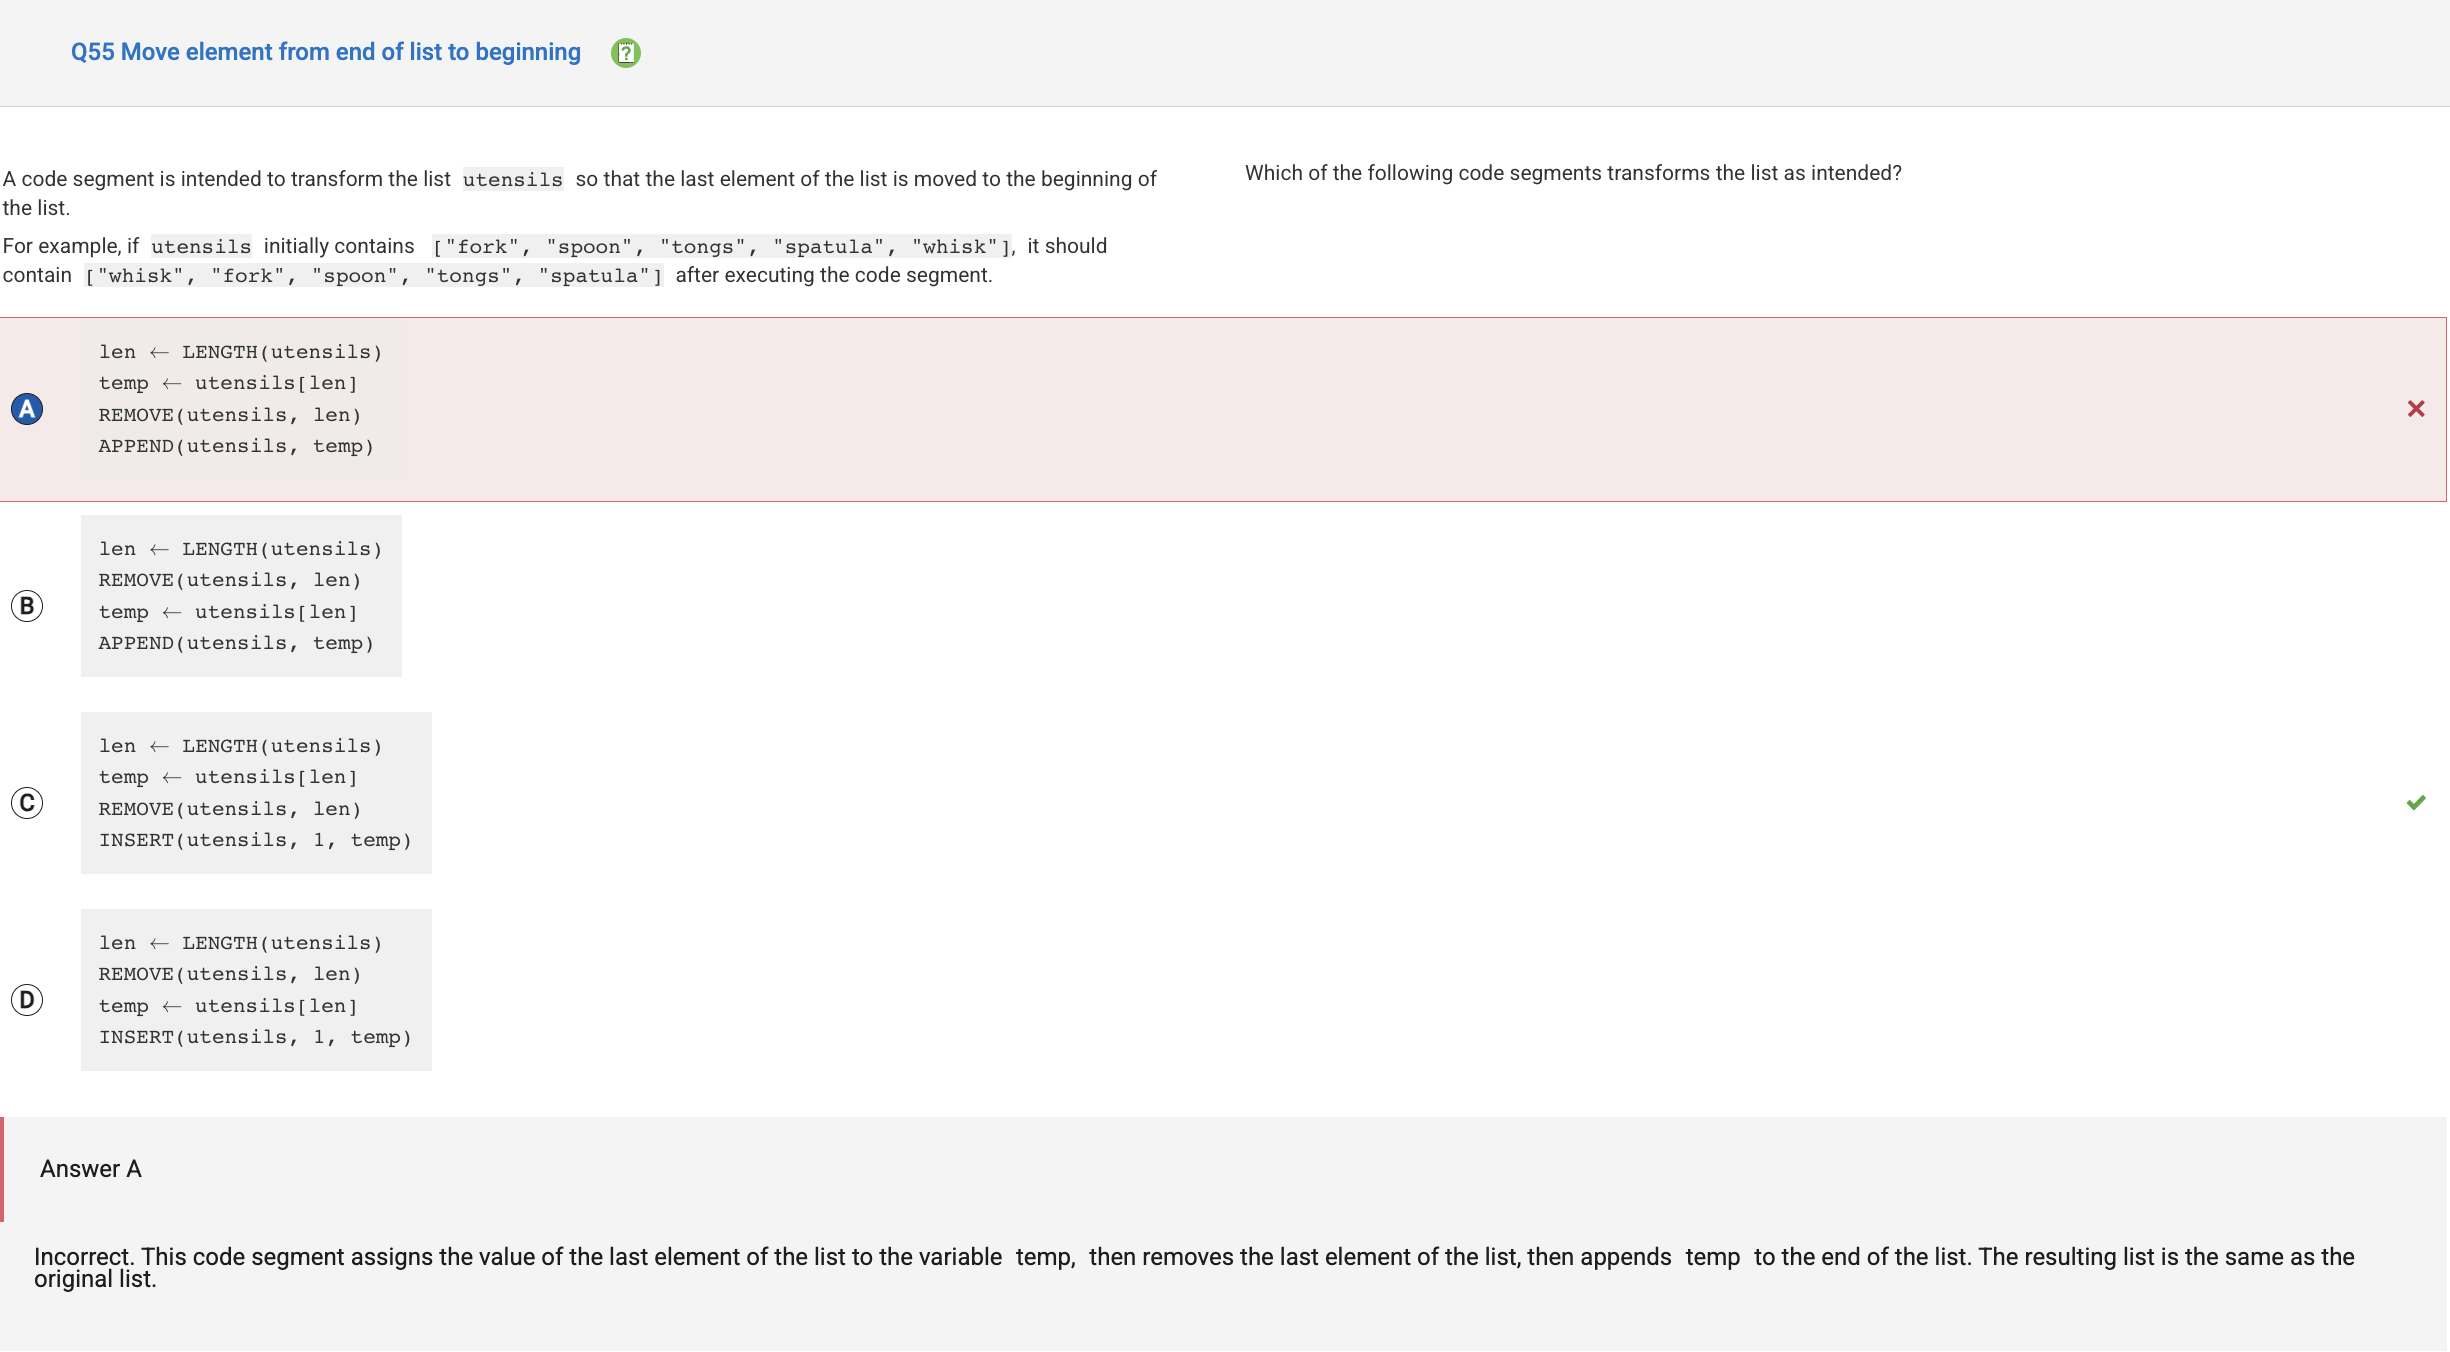 Q55 Move element from end of list to beginning
A code segment is intended to transform the list utensils so that the last element of the list is moved to the beginning of
the list.
For example, if utensils initially contains ["fork", "spoon", "tongs", "spatula", "whisk"], it should
contain ["whisk", "fork", "spoon", "tongs", "spatula"] after executing the code segment.
Which of the following code segments transforms the list as intended?
A
len ← LENGTH(utensils)
temp ← utensils[len]
REMOVE(utensils, len)
APPEND(utensils, temp)
B
len ← LENGTH(utensils)
REMOVE(utensils, len)
temp ← utensils[len]
APPEND(utensils, temp)
C
len ← LENGTH(utensils)
temp ← utensils[len]
REMOVE(utensils, len)
INSERT(utensils, 1, temp)
D
len ← LENGTH(utensils)
REMOVE(utensils, len)
temp ← utensils[len]
INSERT(utensils, 1, temp)
Answer A
Incorrect. This code segment assigns the value of the last element of the list to the variable temp, then removes the last element of the list, then appends temp to the end of the list. The resulting list is the same as the
original list.